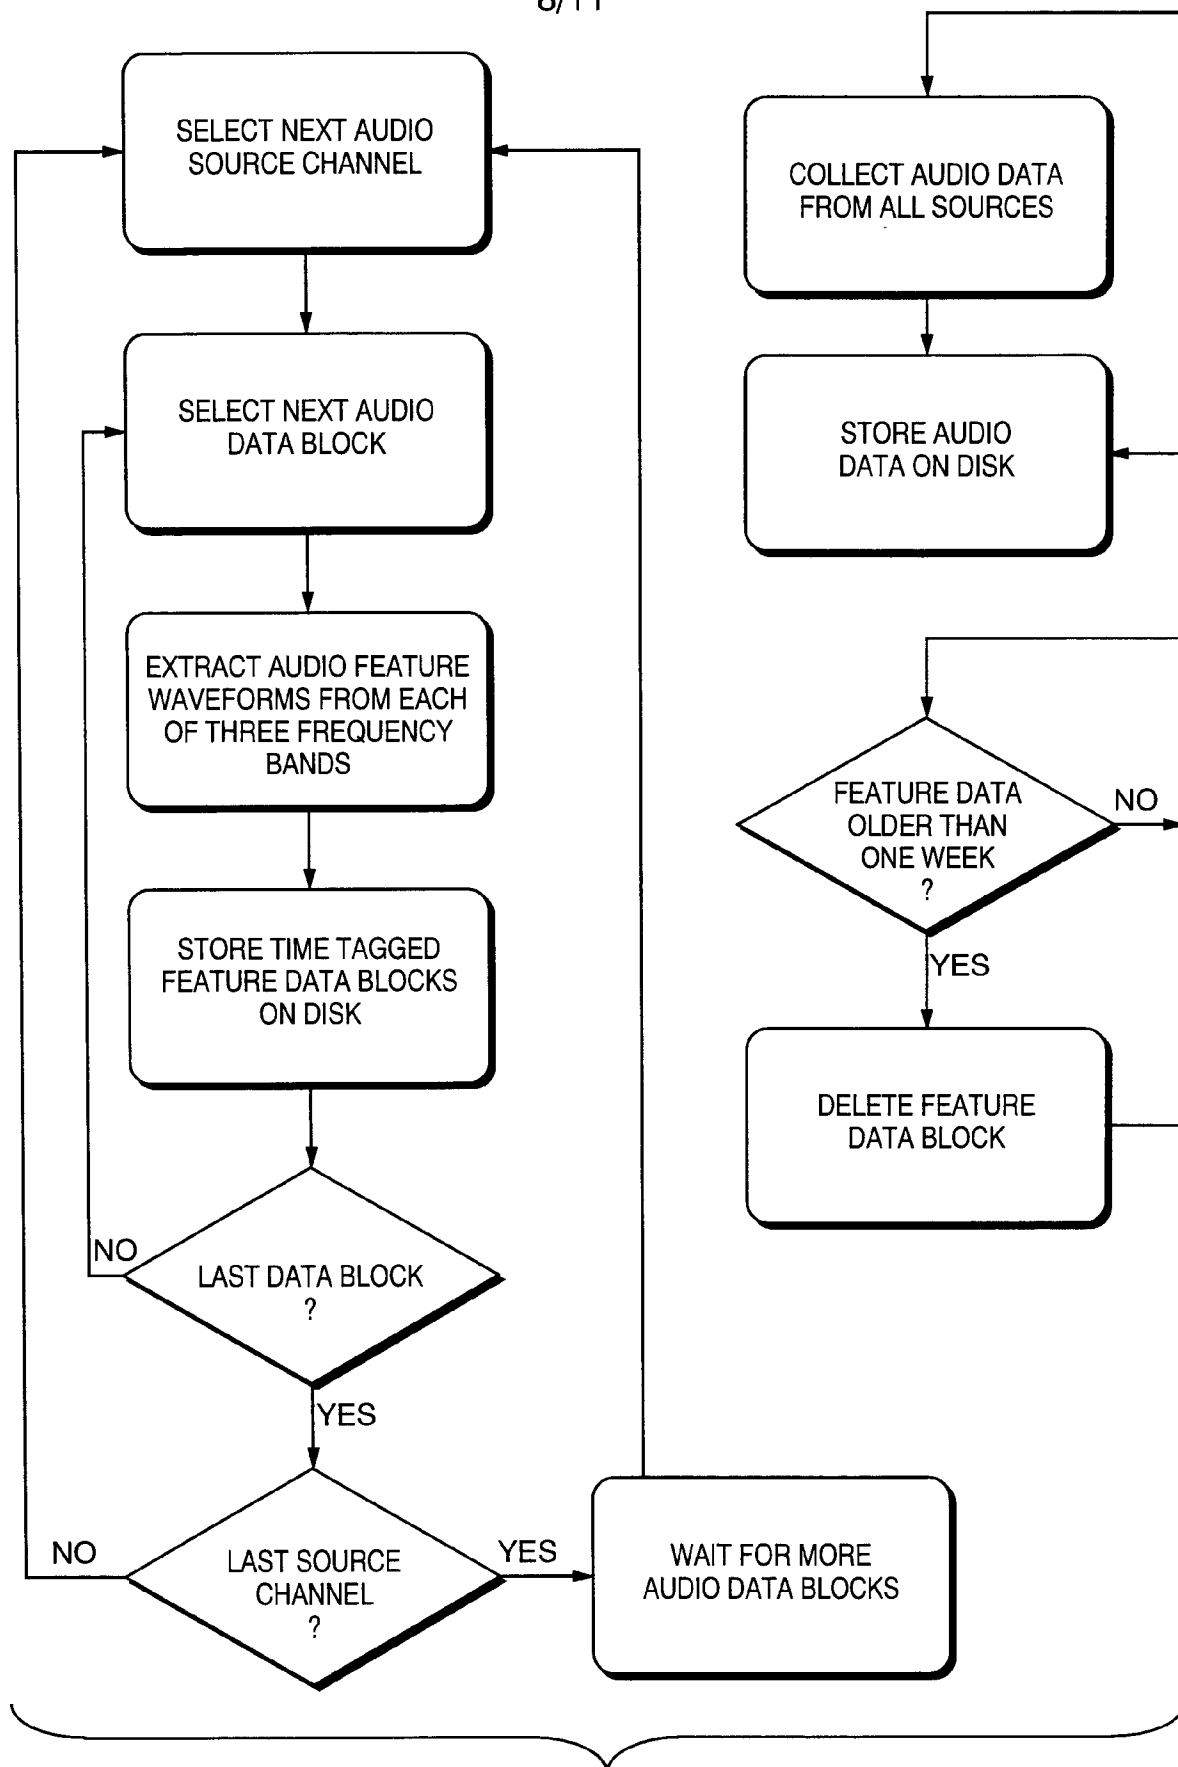 SELECT NEXT AUDIO
SOURCE CHANNEL
SELECT NEXT AUDIO
DATA BLOCK
EXTRACT AUDIO FEATURE
WAVEFORMS FROM EACH
OF THREE FREQUENCY
BANDS
STORE TIME TAGGED
FEATURE DATA BLOCKS
ON DISK
NO
LAST DATA BLOCK
?
YES
NO
LAST SOURCE
CHANNEL
?
YES
WAIT FOR MORE
AUDIO DATA BLOCKS
COLLECT AUDIO DATA
FROM ALL SOURCES
STORE AUDIO
DATA ON DISK
FEATURE DATA
OLDER THAN
ONE WEEK
?
NO
YES
DELETE FEATURE
DATA BLOCK